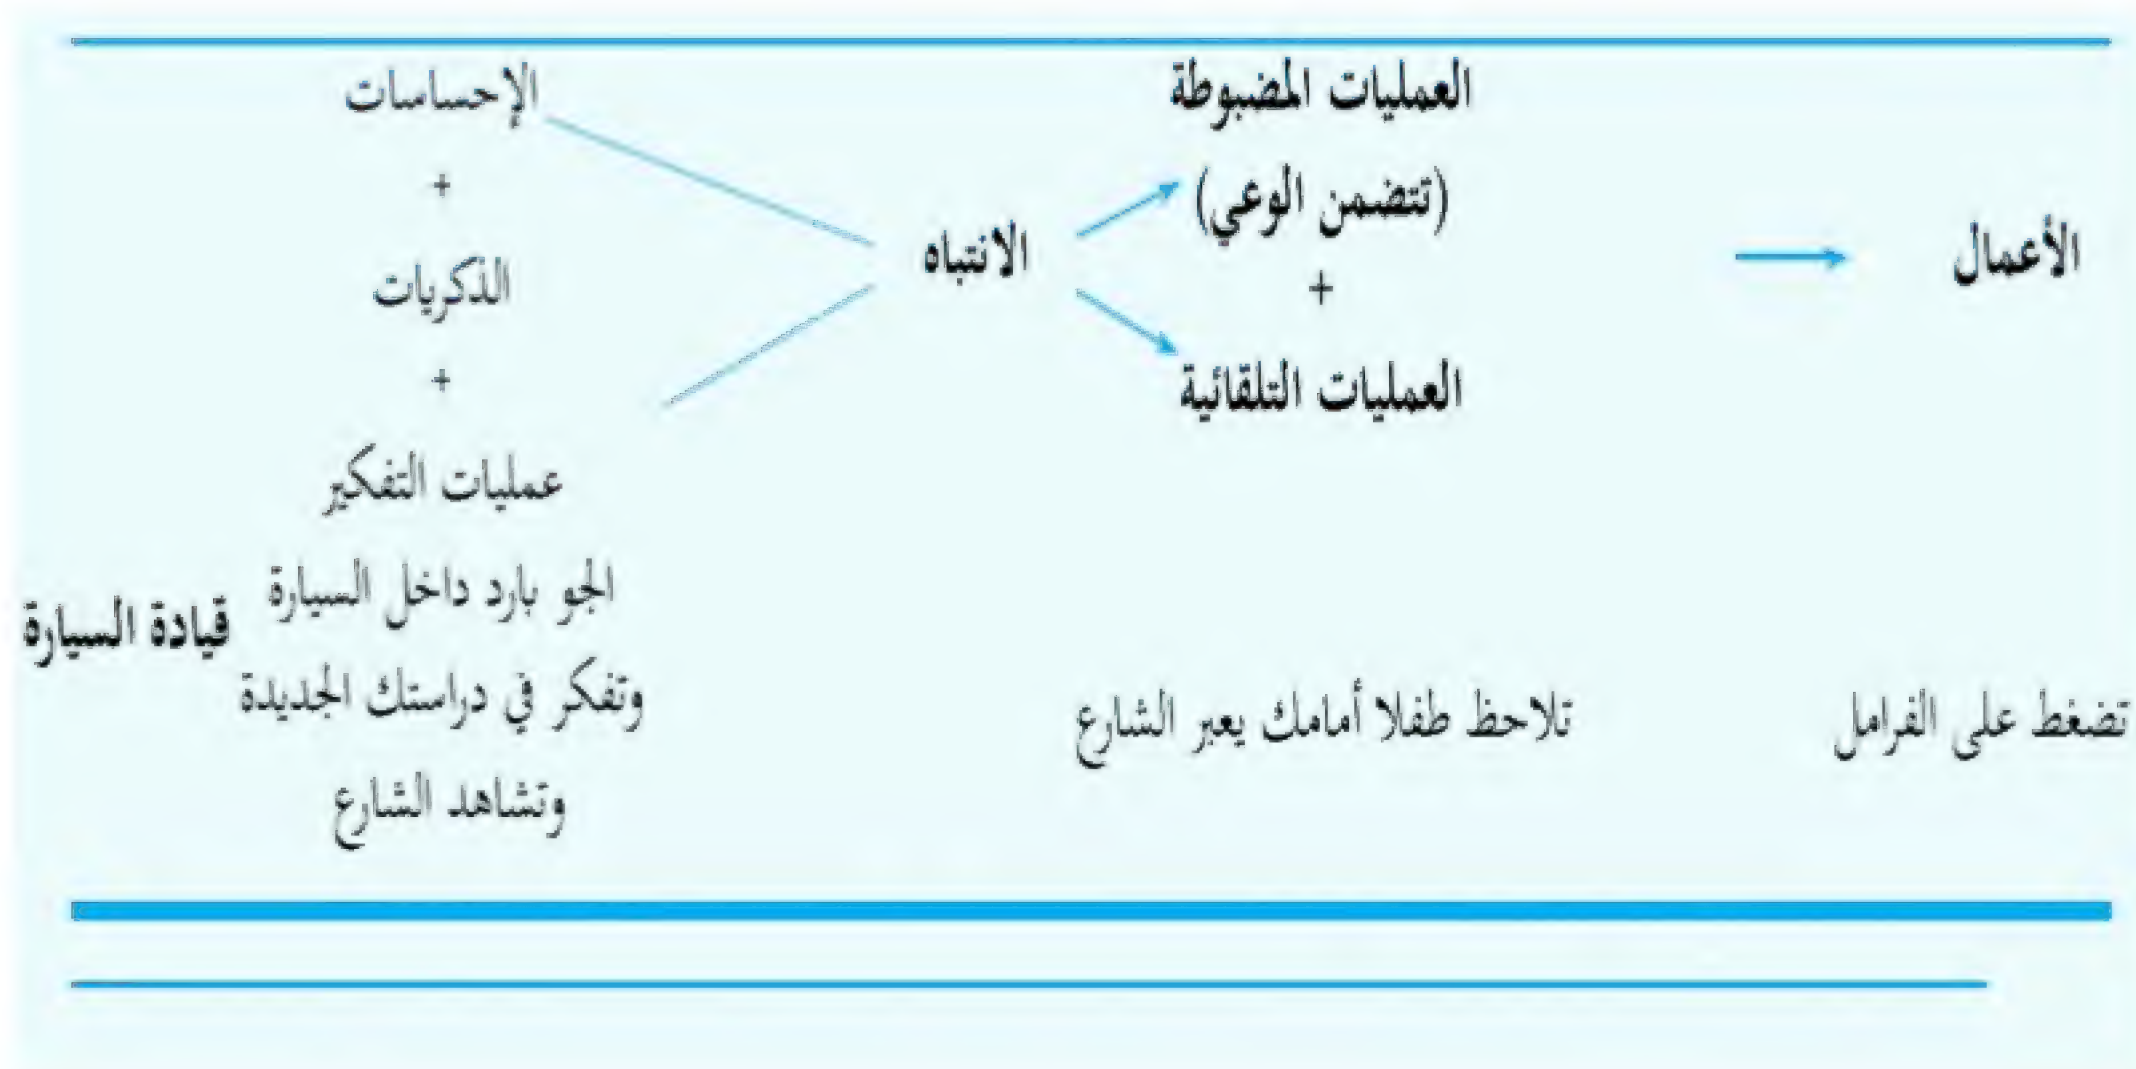 الإحساسات
+
الذكريات
+
عمليات التفكير
الانتباه
العمليات المضبوطة
(تتضمن الوعي)
+
العمليات التلقائية
الأعمال
قيادة السيارة
الجو بارد داخل السيارة
وتفكر في دراستك الجديدة
وتشاهد الشارع
تلاحظ طفلا أمامك يعبر الشارع
تضغط على الفرامل